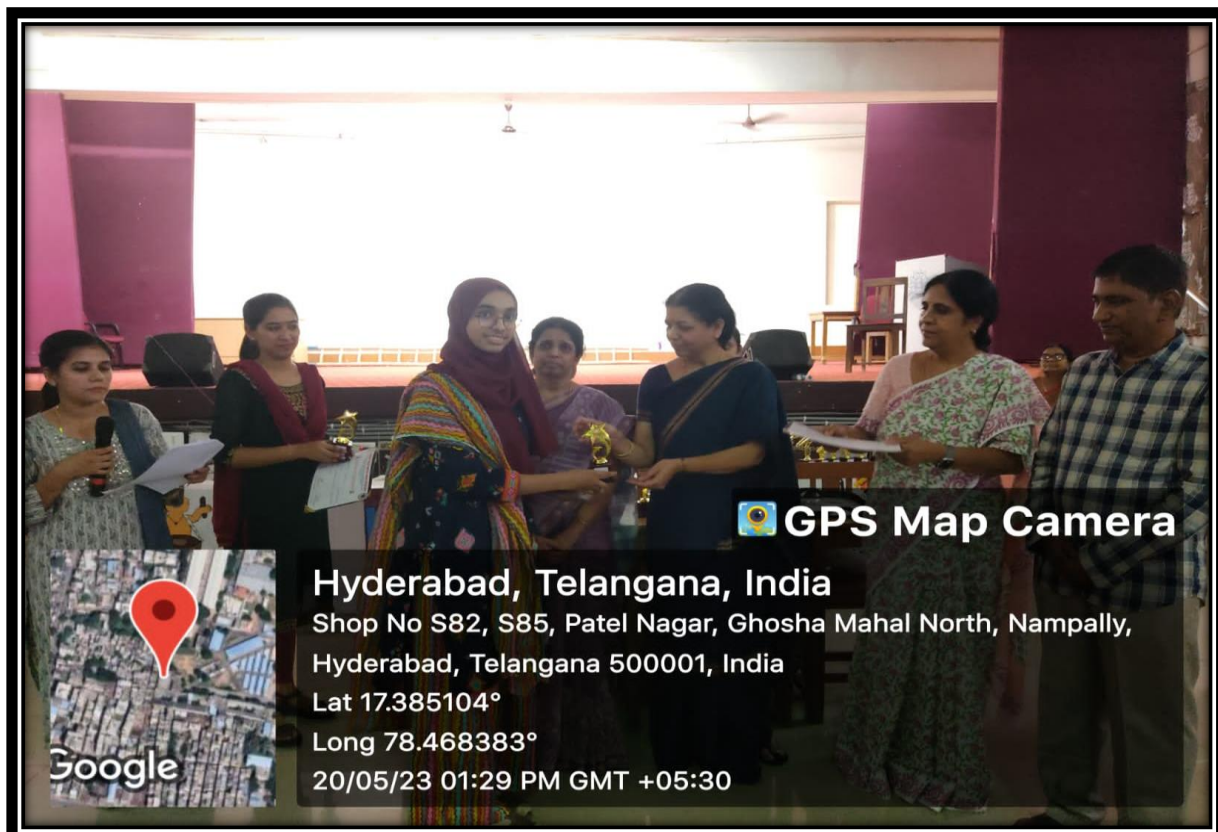 GPS Map Camera
Hyderabad, Telangana, India
Shop No S82, S85, Patel Nagar, Ghosha Mahal North, Nampally,
Hyderabad, Telangana 500001, India
Lat 17.385104°
Long 78.468383°
20/05/23 01:29 PM GMT +05:30
Google